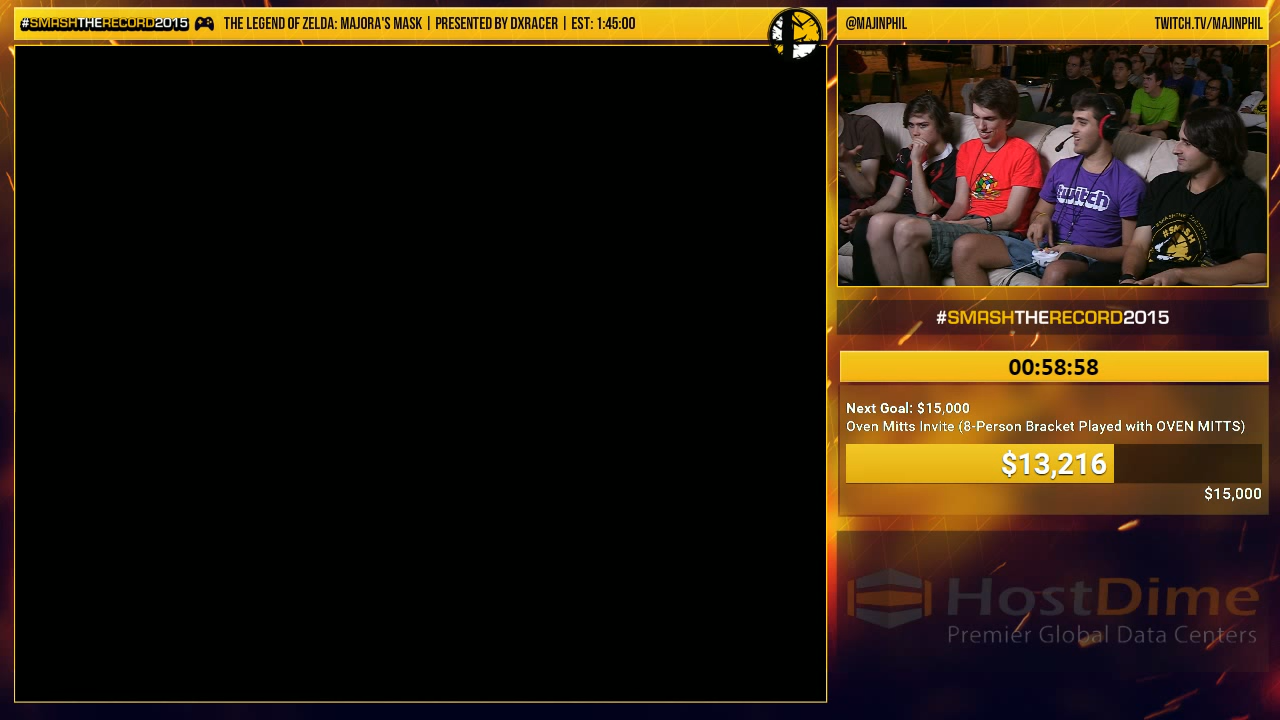 #SMASHTHERECORD2015 THE LEGEND OF ZELDA: MAJORA'S MASK | PRESENTED BY DXRACER | EST: 1:45:00
@MAJINPHIL TWITCH.TV/MAJINPHIL
twitch
#SMASH
#SMASHTHERECORD2015
00:58:58
Next Goal: $15,000
Oven Mitts Invite (8-Person Bracket Played with OVEN MITTS)
$13,216
$15,000
HostDime
Premier Global Data Centers